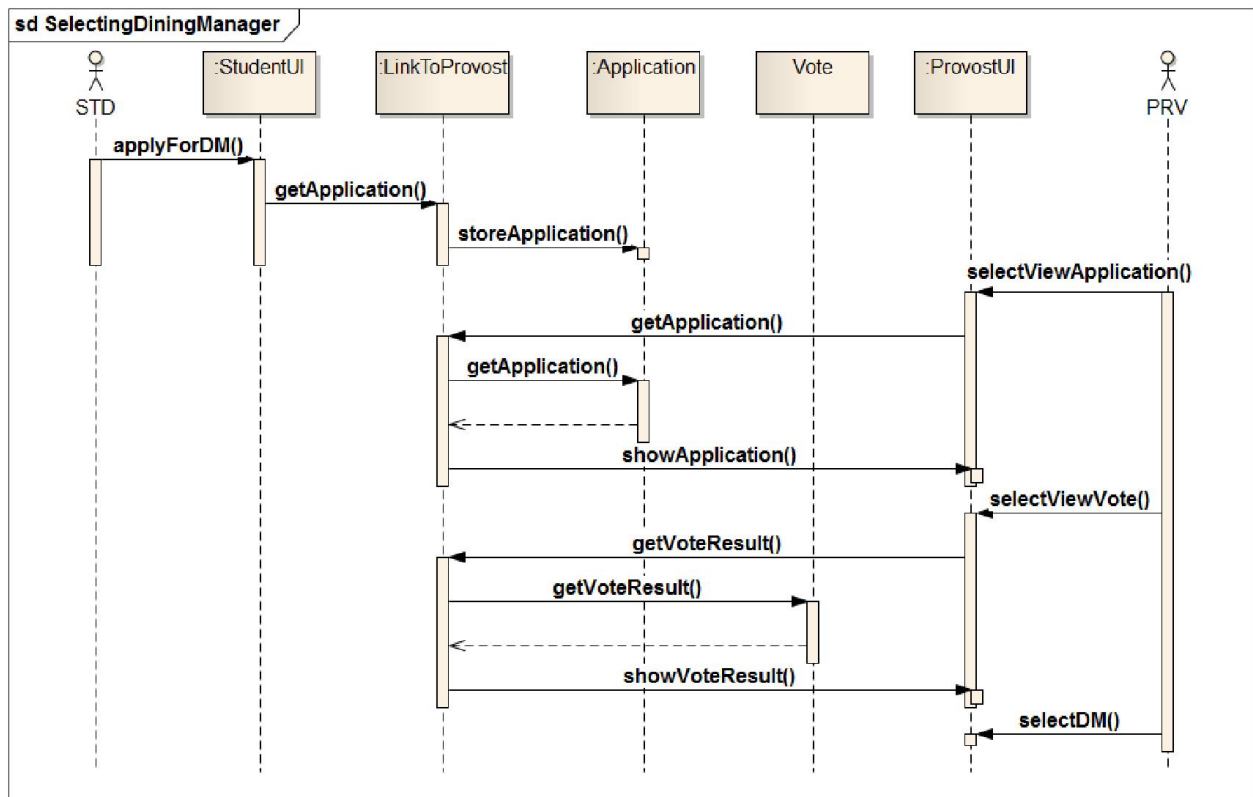 sd SelectingDiningManager
STD
:StudentUI
:LinkToProvost
:Application
Vote
:ProvostUI
PRV
applyForDM()
getApplication()
storeApplication()
selectViewApplication()
getApplication()
getApplication()
showApplication()
selectViewVote()
getVoteResult()
getVoteResult()
showVoteResult()
selectDM()